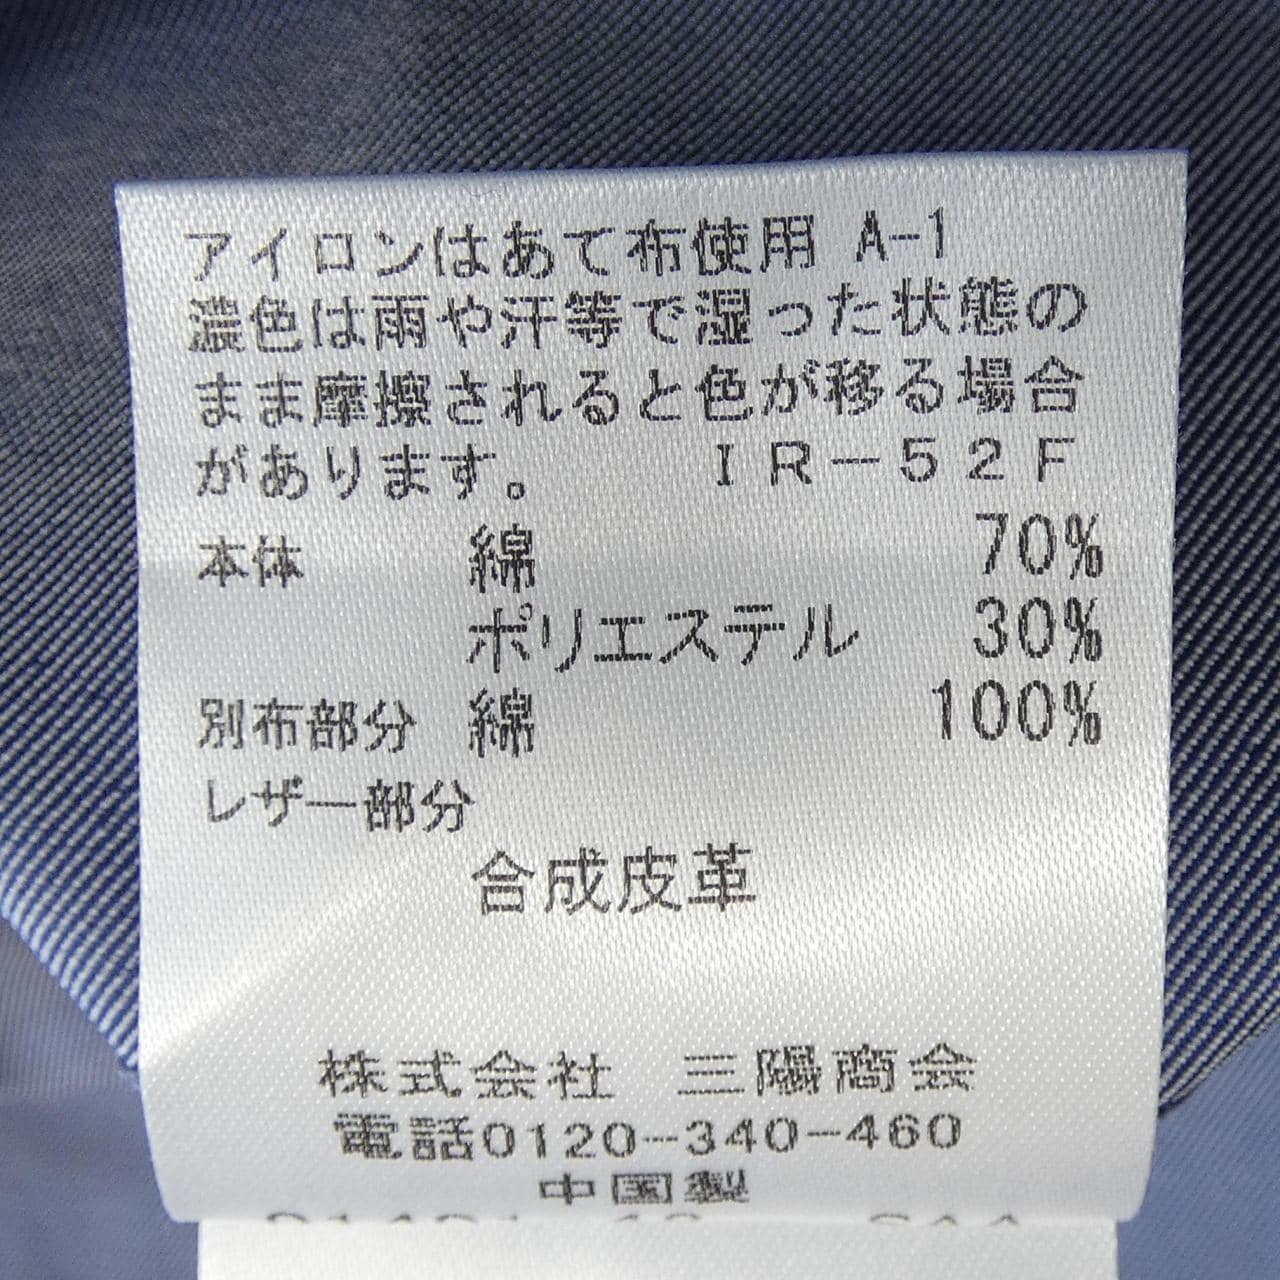 アイロンはあて布使用 A-1
濃色は雨や汗等で湿った状態の
まま摩擦されると色が移る場合
があります。 IR-52F
本体 綿 70%
ポリエステル 30%
別布部分 綿 100%
レザー部分
合成皮革
株式会社 三陽商会
電話0120-340-460
中国製